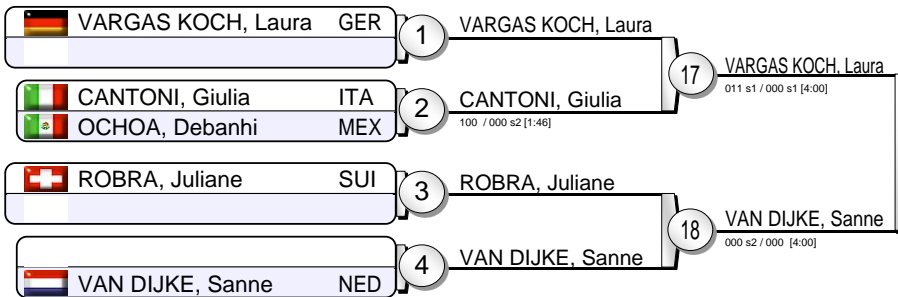 VARGAS KOCH, Laura GER
1
VARGAS KOCH, Laura
17
VARGAS KOCH, Laura
011 s1 / 000 s1 [4:00]
CANTONI, Giulia ITA
OCHOA, Debanhi MEX
2
CANTONI, Giulia
100 / 000 s2 [1:46]
ROBRA, Juliane SUI
3
ROBRA, Juliane
18
VAN DIJKE, Sanne
000 s2 / 000 [4:00]
VAN DIJKE, Sanne NED
4
VAN DIJKE, Sanne